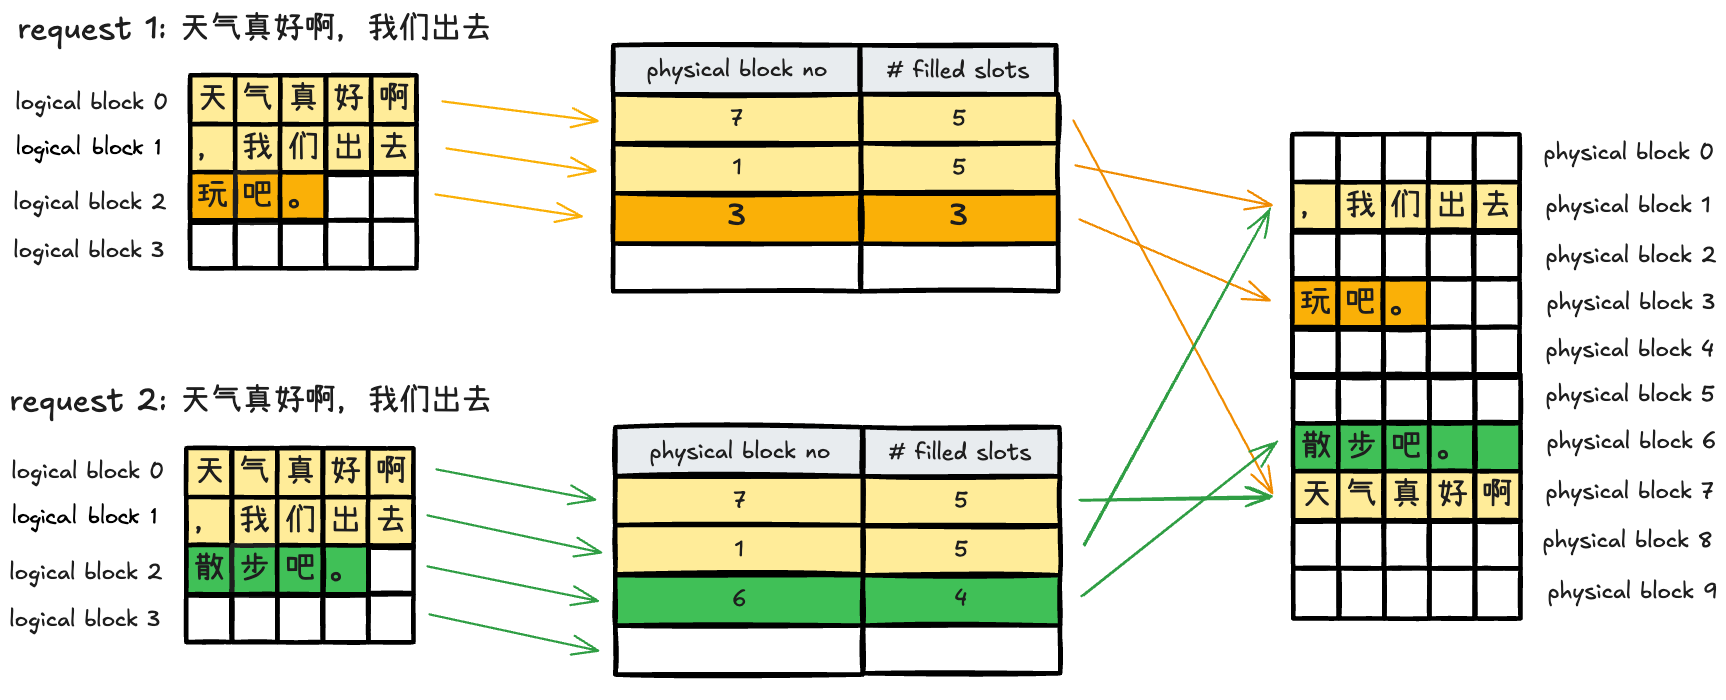 request 1: 天气真好啊，我们出去
logical block 0 天 气 真 好 啊
logical block 1 ， 我 们 出 去
logical block 2 玩 吧 。
logical block 3
physical block no # filled slots
7 5
1 5
3 3
request 2: 天气真好啊，我们出去
logical block 0 天 气 真 好 啊
logical block 1 ， 我 们 出 去
logical block 2 散 步 吧 。
logical block 3
physical block no # filled slots
7 5
1 5
6 4
physical block 0
， 我 们 出 去 physical block 1
physical block 2
玩 吧 。 physical block 3
physical block 4
physical block 5
散 步 吧 。 physical block 6
天 气 真 好 啊 physical block 7
physical block 8
physical block 9